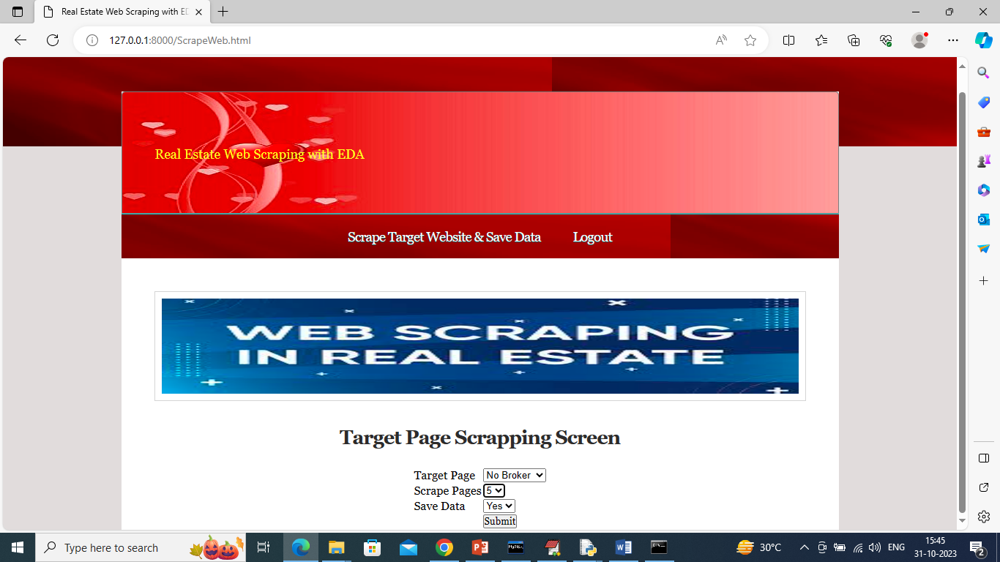 Real Estate Web Scraping with ED
127.0.0.1:8000/ScrapeWeb.html
Real Estate Web Scraping with EDA
Scrape Target Website & Save Data Logout
WEB SCRAPING
IN REAL ESTATE
Target Page Scrapping Screen
Target Page No Broker
Scrape Pages 5
Save Data Yes
Submit
Type here to search
30°C
ENG
15:45
31-10-2023
2